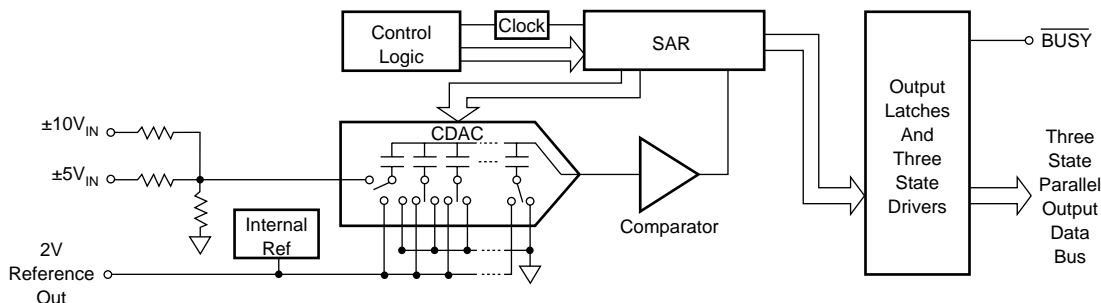 Control
Logic
Clock
SAR
BUSY
Output
Latches
And
Three
State
Drivers
±10V_IN
±5V_IN
CDAC
Comparator
Three
State
Parallel
Output
Data
Bus
Internal
Ref
2V
Reference
Out